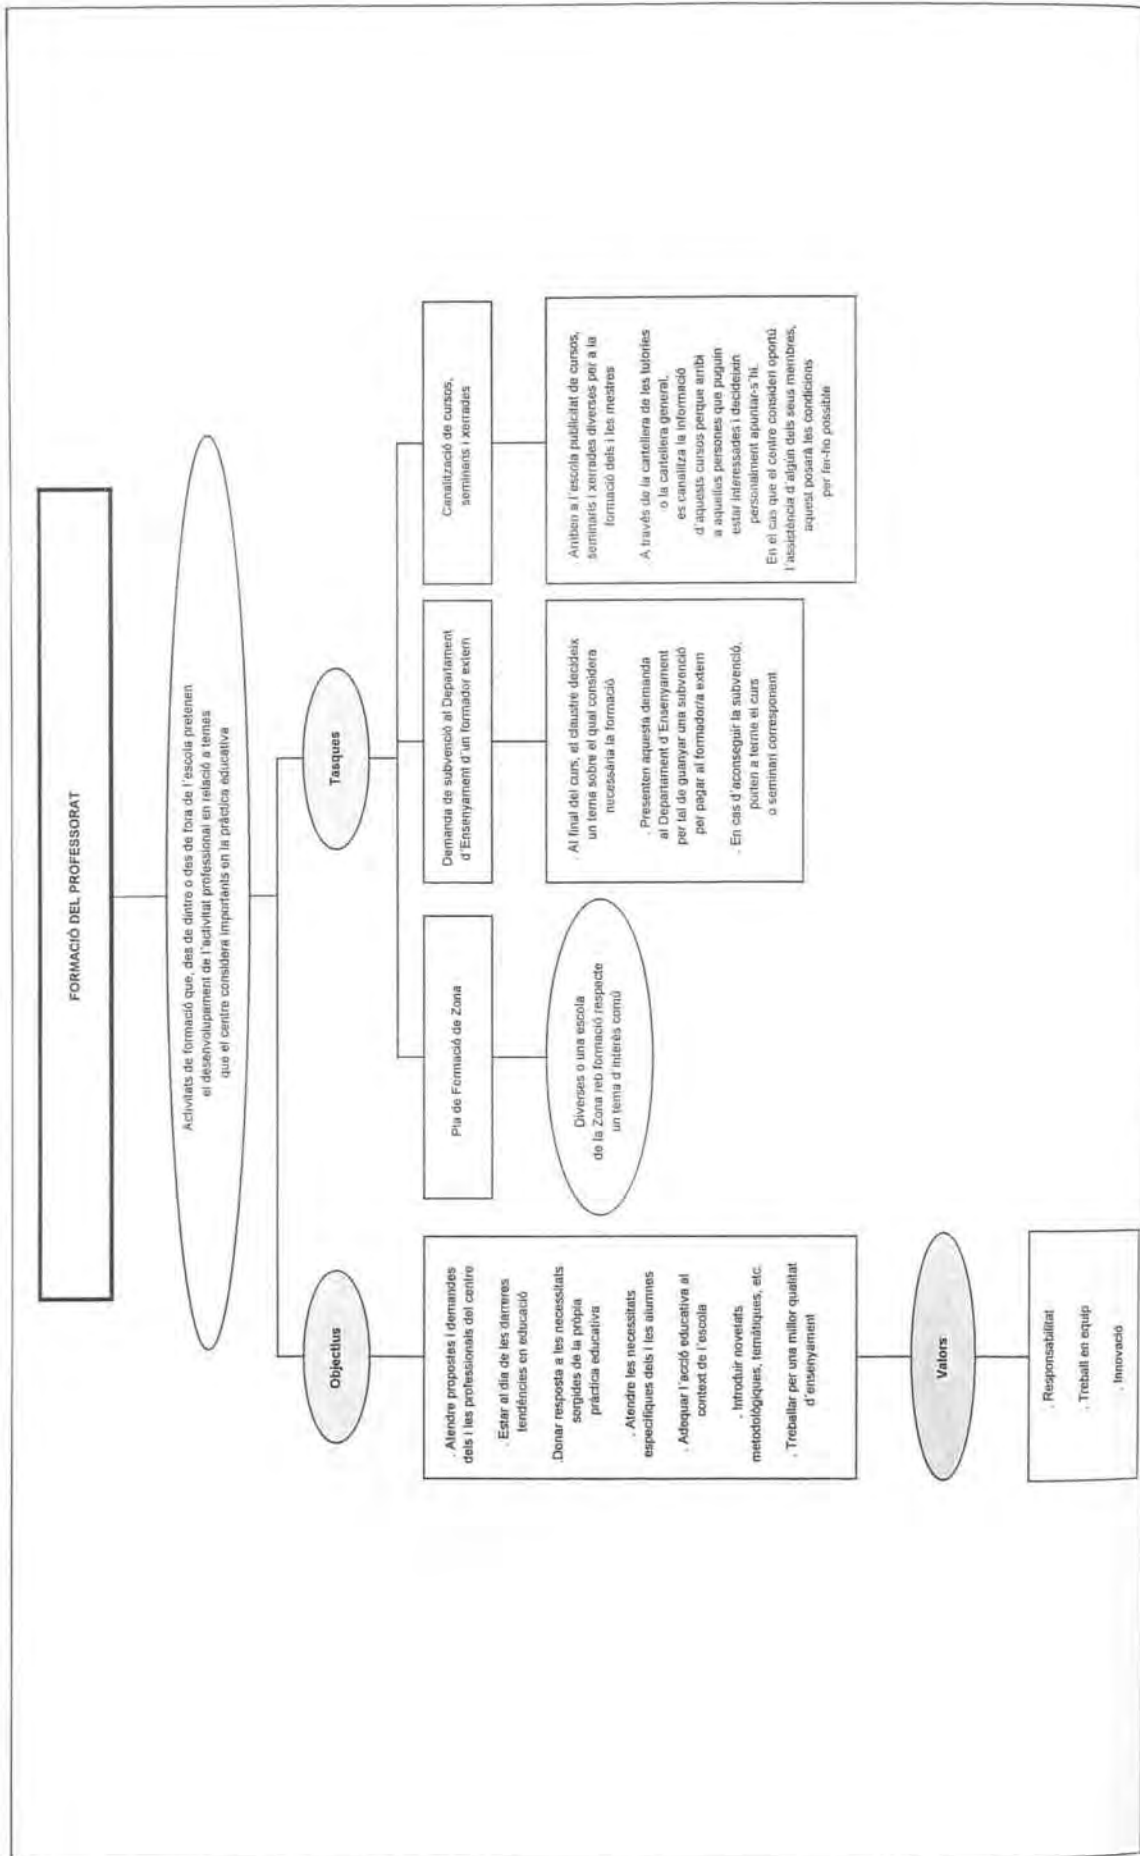 FORMACIÓ DEL PROFESSORAT
Activitats de formació que, des de dintre o des de fora de l'escola pretenen
el desenvolupament de l'activitat professional en relació a temes
que el centre considera importants en la pràctica educativa
Objectius
. Atendre propostes i demandes
dels i les professionals del centre
. Estar al dia de les darreres
tendències en educació
.Donar resposta a les necessitats
sorgides de la pròpia
pràctica educativa
. Atendre les necessitats
específiques dels i les alumnes
. Adequar l'acció educativa al
context de l'escola
. Introduir novetats
metodològiques, temàtiques, etc.
. Treballar per una millor qualitat
d'ensenyament
Valors
. Responsabilitat
. Treball en equip
. Innovació
Tasques
Pla de Formació de Zona
Diverses o una escola
de la Zona reb formació respecte
un tema d'interès comú
Demanda de subvenció al Departament
d'Ensenyament d'un formador extern
. Al final del curs, el claustre decideix
un tema sobre el qual considera
necessària la formació
. Presenten aquesta demanda
al Departament d'Ensenyament
per tal de guanyar una subvenció
per pagar al formador/a extern
. En cas d'aconseguir la subvenció,
porten a terme el curs
o seminari corresponent
Canalització de cursos,
seminaris i xerrades
. Arriben a l'escola publicitat de cursos,
seminaris i xerrades diverses per a la
formació dels i les mestres
. A través de la cartellera de les tutories
o la cartellera general,
es canalitza la informació
d'aquests cursos perque arribi
a aquelles persones que puguin
estar interessades i decideixin
personalment apuntar-s'hi.
En el cas que el centre consideri oportú
l'assistència d'algún dels seus membres,
aquest posarà les condicions
per fer-ho possible